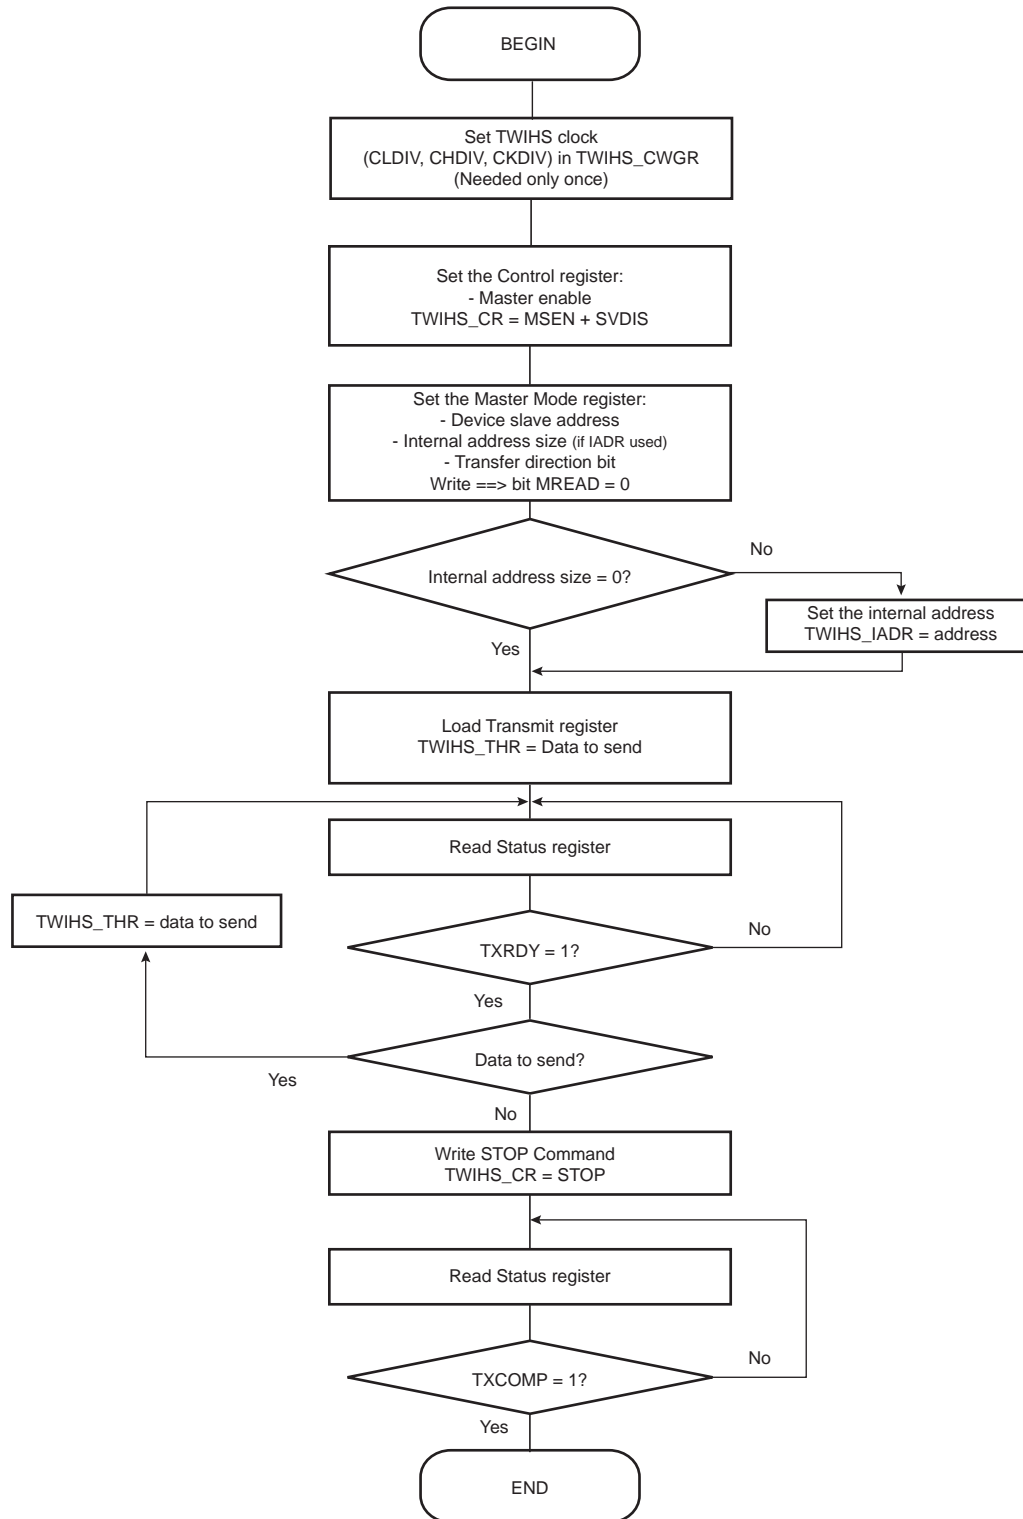 BEGIN
Set TWIHS clock
(CLDIV, CHDIV, CKDIV) in TWIHS_CWGR
(Needed only once)
Set the Control register:
- Master enable
TWIHS_CR = MSEN + SVDIS
Set the Master Mode register:
- Device slave address
- Internal address size (if IADR used)
- Transfer direction bit
Write ==> bit MREAD = 0
No
Internal address size = 0?
Set the internal address
TWIHS_IADR = address
Yes
Load Transmit register
TWIHS_THR = Data to send
Read Status register
TWIHS_THR = data to send
No
TXRDY = 1?
Yes
Data to send?
Yes
No
Write STOP Command
TWIHS_CR = STOP
Read Status register
No
TXCOMP = 1?
Yes
END